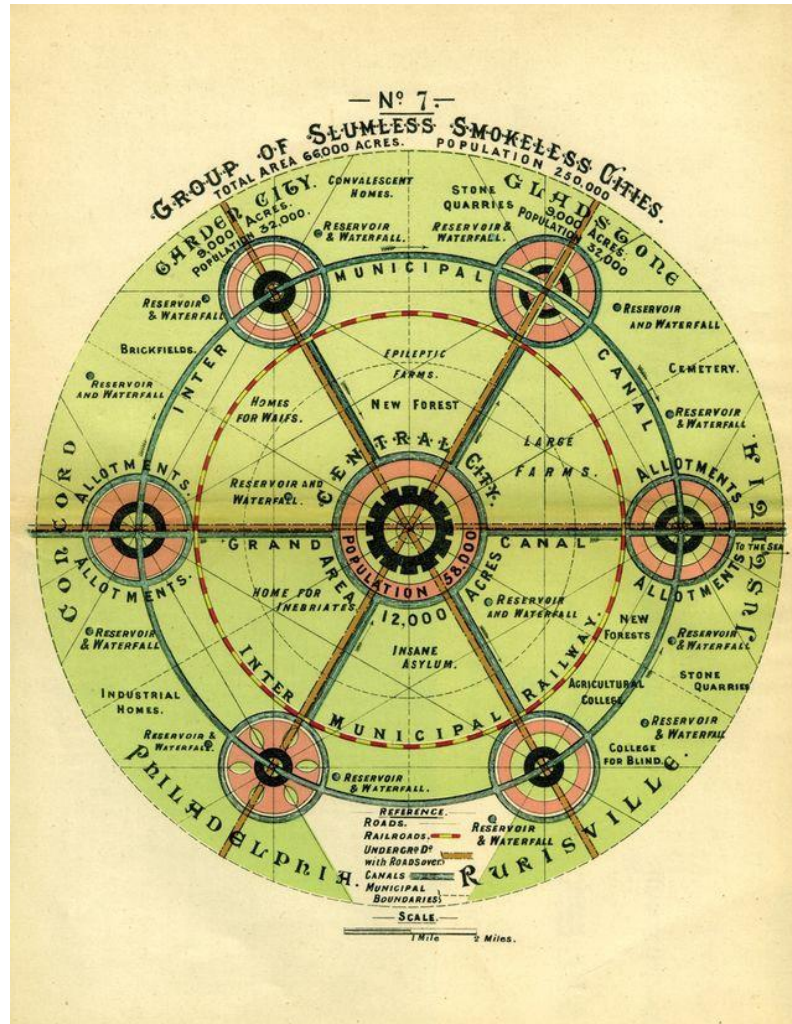 — Nº 7. —
GROUP OF SLUMLESS SMOKELESS CITIES.
TOTAL AREA 66,000 ACRES. POPULATION 250,000
GARDEN CITY.
9,000 ACRES.
POPULATION 32,000.
CONVALESCENT
HOMES.
STONE
QUARRIES
GLADSTONE
9,000 ACRES.
POPULATION
32,000
RESERVOIR
& WATERFALL.
RESERVOIR &
WATERFALL.
INTER MUNICIPAL CANAL
RESERVOIR
& WATERFALL
RESERVOIR
AND WATERFALL
BRICKFIELDS.
RESERVOIR
AND WATERFALL
EPILEPTIC
FARMS.
CEMETERY.
HOMES
FOR WAIFS.
NEW FOREST
RESERVOIR
& WATERFALL
LARGE
FARMS.
CONCORD
ALLOTMENTS.
RESERVOIR AND
WATERFALL.
CENTRAL CITY.
ALLOTMENTS
JUSTITIA
GRAND CANAL
POPULATION 58,000.
AREA 12,000 ACRES
TO THE SEA
ALLOTMENTS.
ALLOTMENTS
HOME FOR
INEBRIATES.
RESERVOIR
AND WATERFALL
NEW
FORESTS
RESERVOIR
& WATERFALL
RESERVOIR
& WATERFALL
INSANE
ASYLUM.
INTER MUNICIPAL RAILWAY.
AGRICULTURAL
COLLEGE
STONE
QUARRIES
INDUSTRIAL
HOMES.
RESERVOIR
& WATERFALL
RESERVOIR &
WATERFALL.
COLLEGE
FOR BLIND.
RESERVOIR
& WATERFALL.
PHILADELPHIA.
RURISVILLE.
RESERVOIR
& WATERFALL
REFERENCE.
ROADS.
RAILROADS.
UNDERGRD Dº
with ROADS over
CANALS
MUNICIPAL
BOUNDARIES
— SCALE. —
1 Mile 2 Miles.